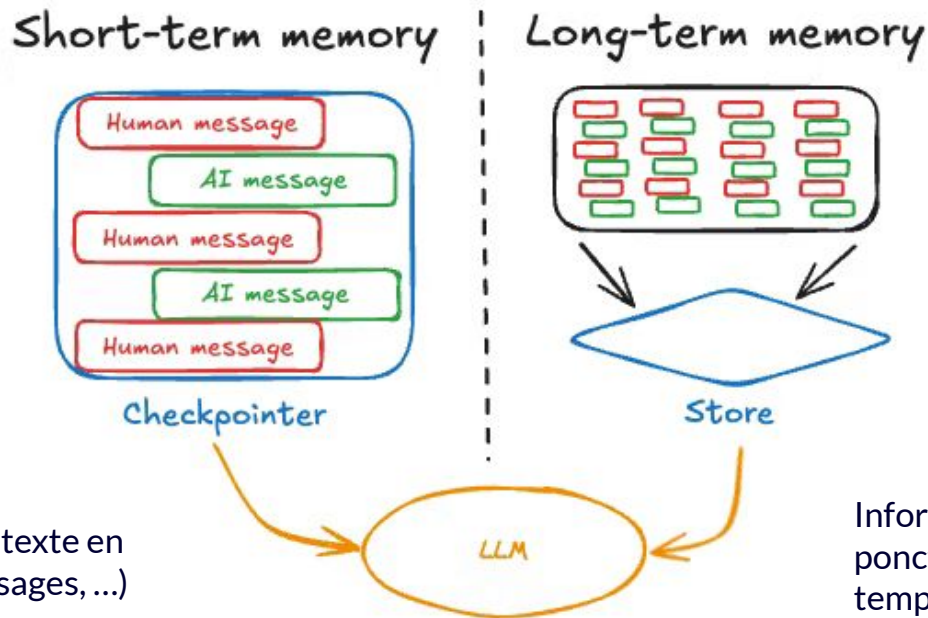 Short-term memory
Long-term memory
Human message
AI message
Human message
AI message
Human message
Checkpointer
Store
LLM
texte en
sages, ...)
Infor
ponc
temp